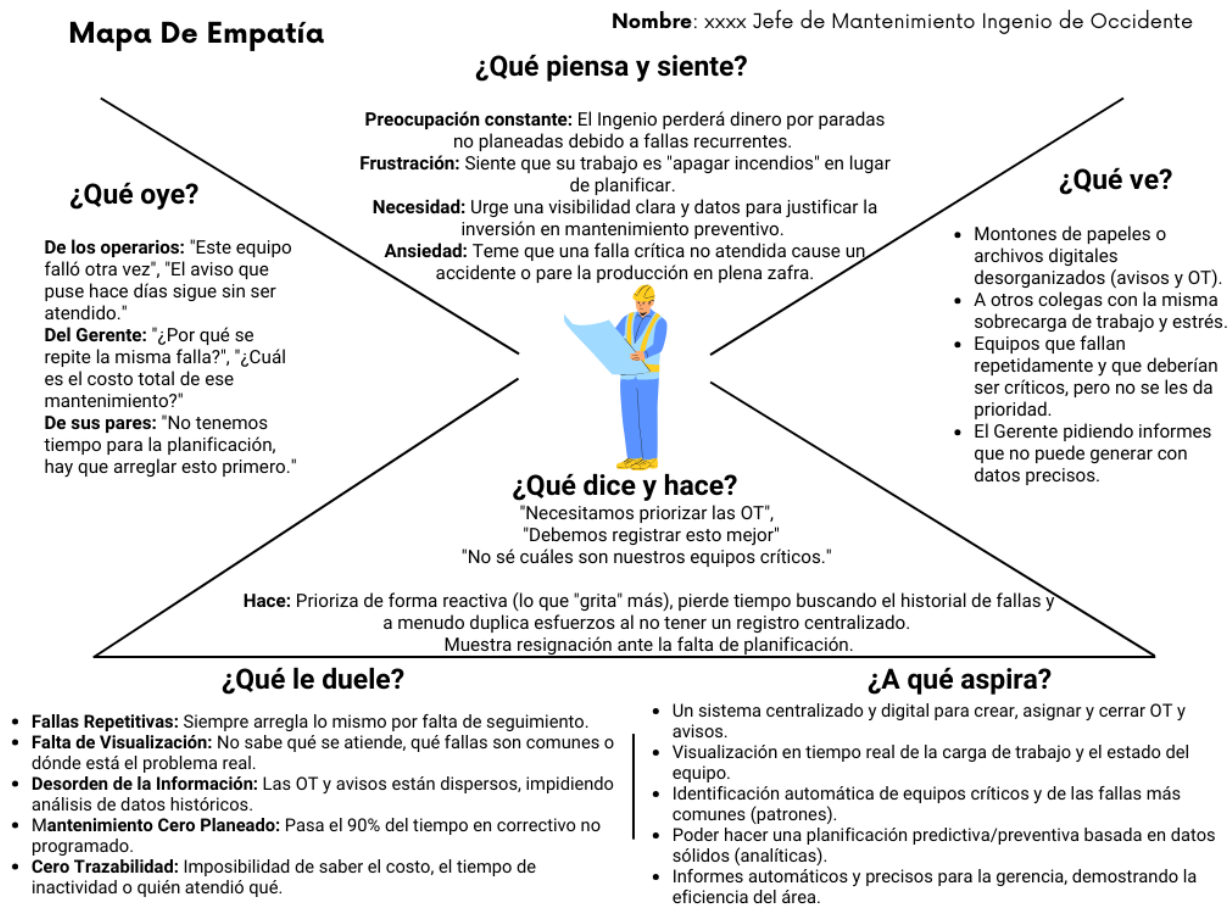 Mapa De Empatía
Nombre: xxxx Jefe de Mantenimiento Ingenio de Occidente
¿Qué piensa y siente?
Preocupación constante: El Ingenio perderá dinero por paradas
no planeadas debido a fallas recurrentes.
Frustración: Siente que su trabajo es "apagar incendios" en lugar
de planificar.
Necesidad: Urge una visibilidad clara y datos para justificar la
inversión en mantenimiento preventivo.
Ansiedad: Teme que una falla crítica no atendida cause un
accidente o pare la producción en plena zafra.
¿Qué oye?
De los operarios: "Este equipo
falló otra vez", "El aviso que
puse hace días sigue sin ser
atendido."
Del Gerente: "¿Por qué se
repite la misma falla?", "¿Cuál
es el costo total de ese
mantenimiento?"
De sus pares: "No tenemos
tiempo para la planificación,
hay que arreglar esto primero."
¿Qué ve?
• Montones de papeles o
archivos digitales
desorganizados (avisos y OT).
• A otros colegas con la misma
sobrecarga de trabajo y estrés.
• Equipos que fallan
repetidamente y que deberían
ser críticos, pero no se les da
prioridad.
• El Gerente pidiendo informes
que no puede generar con
datos precisos.
¿Qué dice y hace?
"Necesitamos priorizar las OT",
"Debemos registrar esto mejor"
"No sé cuáles son nuestros equipos críticos."
Hace: Prioriza de forma reactiva (lo que "grita" más), pierde tiempo buscando el historial de fallas y
a menudo duplica esfuerzos al no tener un registro centralizado.
Muestra resignación ante la falta de planificación.
¿Qué le duele?
• Fallas Repetitivas: Siempre arregla lo mismo por falta de seguimiento.
• Falta de Visualización: No sabe qué se atiende, qué fallas son comunes o
dónde está el problema real.
• Desorden de la Información: Las OT y avisos están dispersos, impidiendo
análisis de datos históricos.
• Mantenimiento Cero Planeado: Pasa el 90% del tiempo en correctivo no
programado.
• Cero Trazabilidad: Imposibilidad de saber el costo, el tiempo de
inactividad o quién atendió qué.
¿A qué aspira?
• Un sistema centralizado y digital para crear, asignar y cerrar OT y
avisos.
• Visualización en tiempo real de la carga de trabajo y el estado del
equipo.
• Identificación automática de equipos críticos y de las fallas más
comunes (patrones).
• Poder hacer una planificación predictiva/preventiva basada en datos
sólidos (analíticas).
• Informes automáticos y precisos para la gerencia, demostrando la
eficiencia del área.